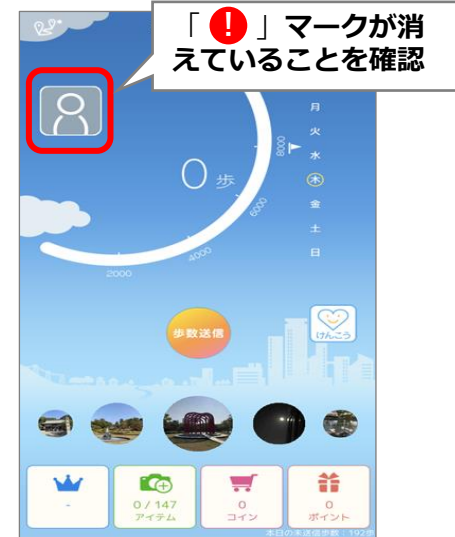 「 ! 」マークが消
えていることを確認
月
火
水
木
金
土
日
0 歩
8000
6000
4000
2000
歩数送信
けんこう
-
0 / 147
アイテム
0
コイン
0
ポイント
本日の未送信歩数:192歩